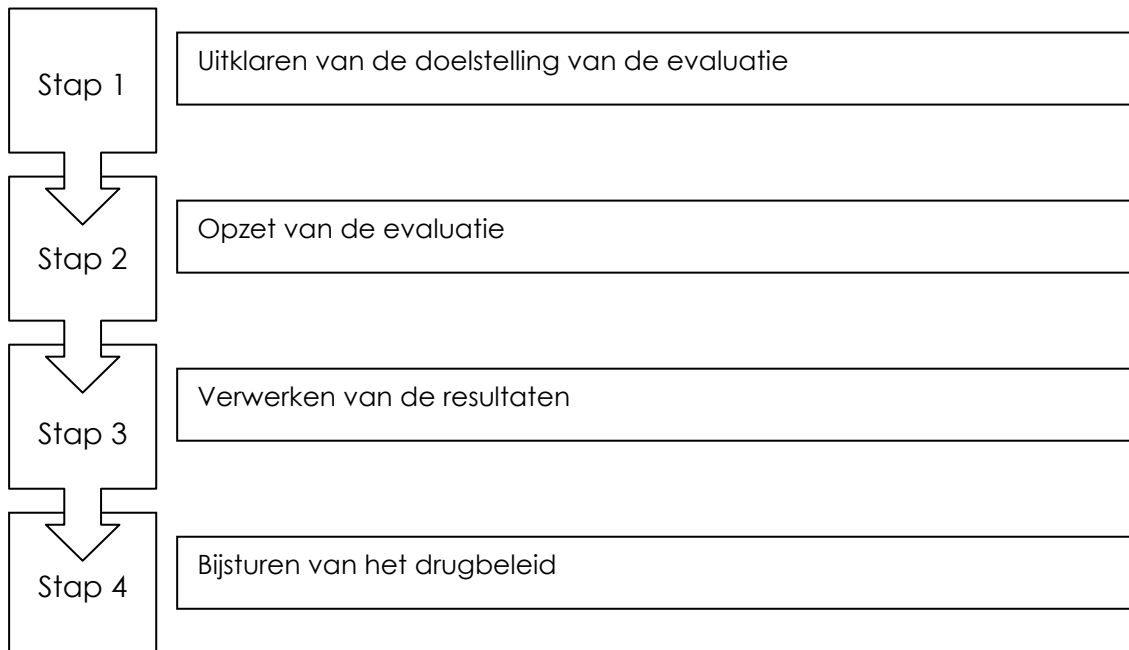 Stap 1
Uitklaren van de doelstelling van de evaluatie
Stap 2
Opzet van de evaluatie
Stap 3
Verwerken van de resultaten
Stap 4
Bijsturen van het drugbeleid